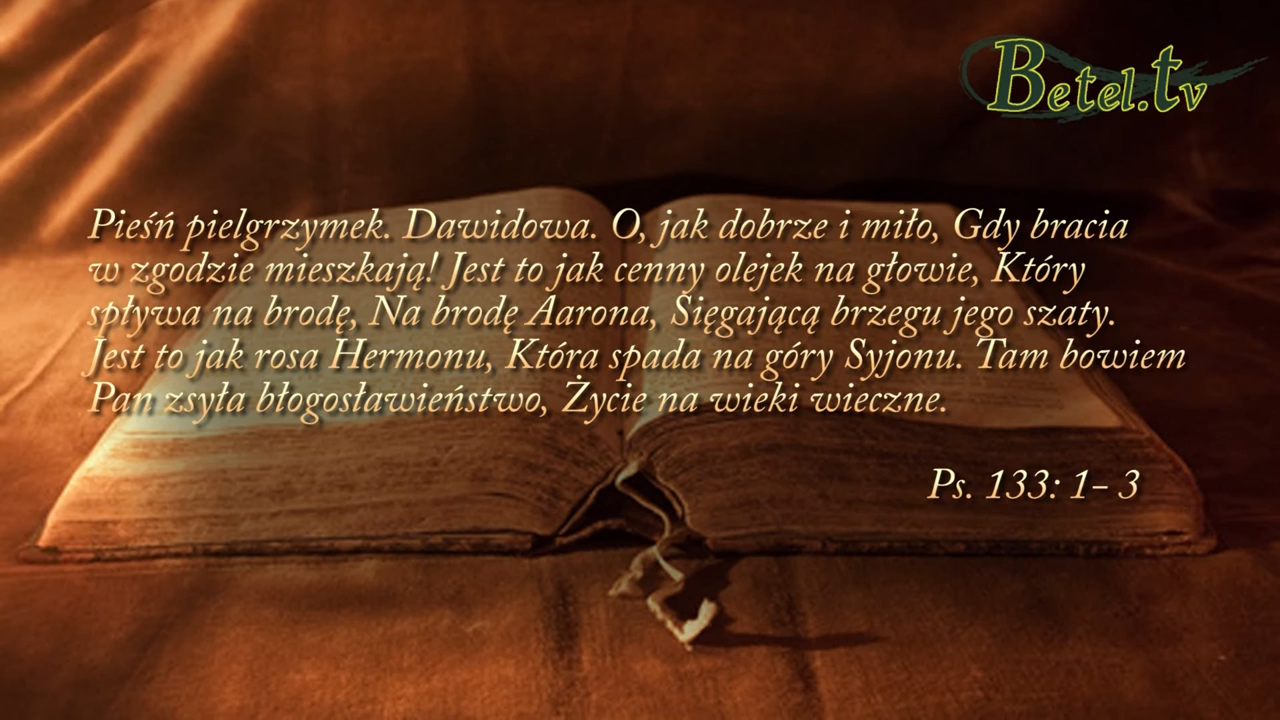 Betel.tv
Pieśń pielgrzymek. Dawidowa. O, jak dobrze i miło, Gdy bracia
w zgodzie mieszkają! Jest to jak cenny olejek na głowie, Który
spływa na brodę, Na brodę Aarona, Sięgającą brzegu jego szaty.
Jest to jak rosa Hermonu, Która spada na góry Syjonu. Tam bowiem
Pan zsyła błogosławieństwo, Życie na wieki wieczne.
Ps. 133: 1– 3